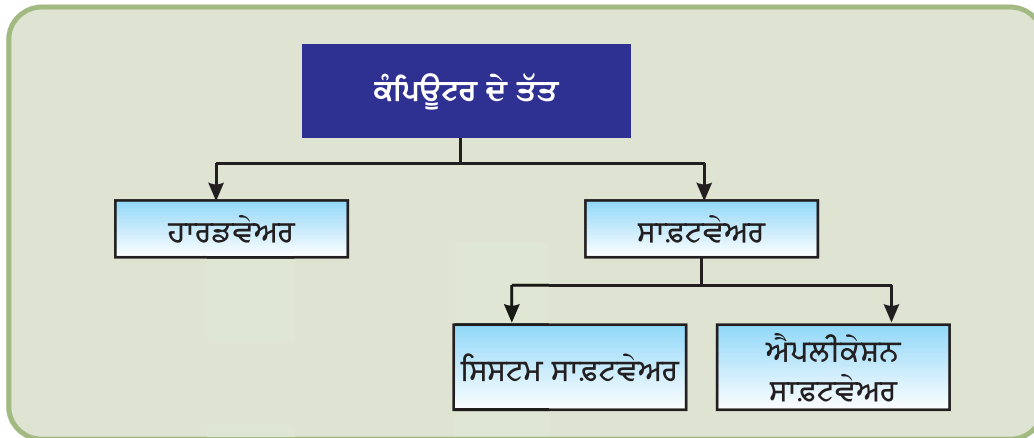 ਕੰਪਿਊਟਰ ਦੇ ਤੱਤ
ਹਾਰਡਵੇਅਰ
ਸਾਫ਼ਟਵੇਅਰ
ਸਿਸਟਮ ਸਾਫ਼ਟਵੇਅਰ
ਐਪਲੀਕੇਸ਼ਨ
ਸਾਫ਼ਟਵੇਅਰ